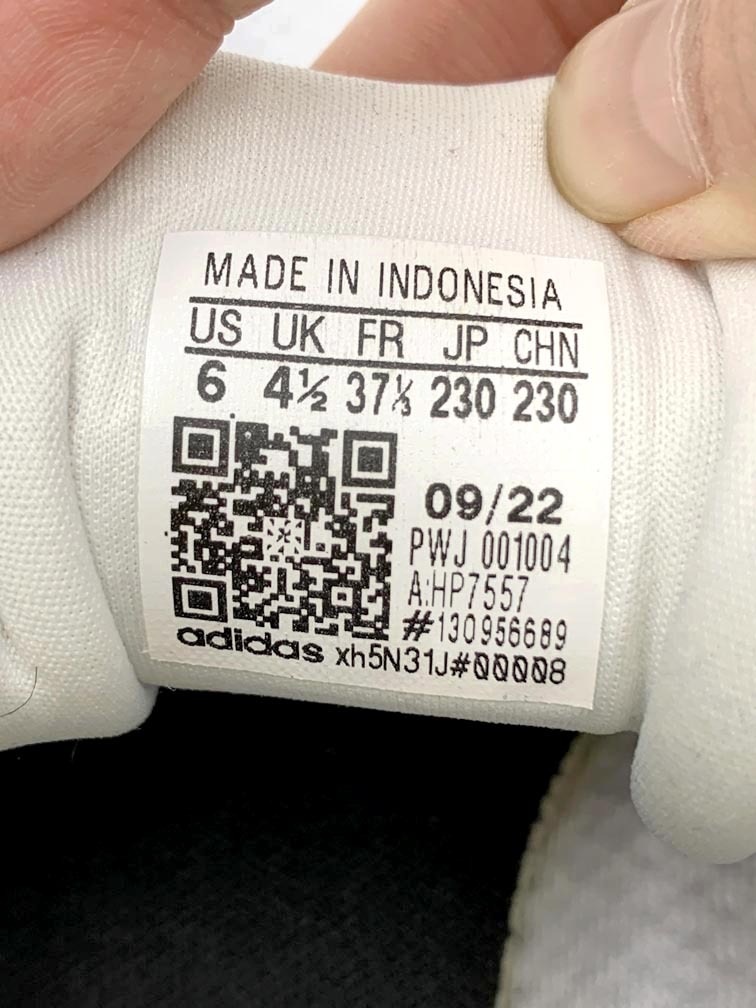 MADE IN INDONESIA
US UK FR JP CHN
6 4½ 37⅓ 230 230
09/22
PWJ 001004
A:HP7557
#130956689
adidas xh5N31J#00008